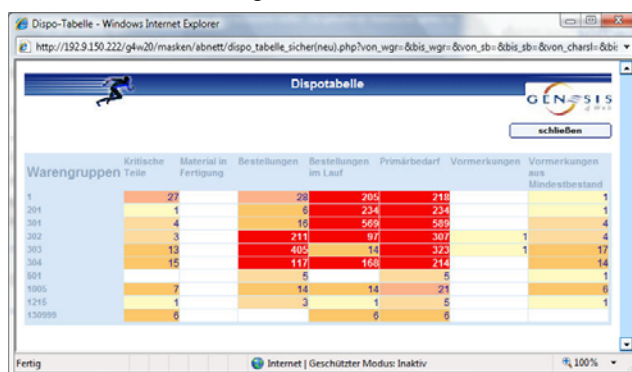 Dispo-Tabelle - Windows Internet Explorer
http://192.9.150.222/g4w20/masken/abnett/dispo_tabelle_sicher(neu).php?von_wgr=&bis_wgr=&von_sb=&bis_sb=&von_charsl=&bis
Dispotabelle
GENESIS
schließen
Warengruppen Kritische Teile Material in Fertigung Bestellungen Bestellungen im Lauf Primärbedarf Vormerkungen Vormerkungen aus Mindestbestand
1 27 28 205 218 1
201 1 6 234 234 1
301 4 16 569 589 4
302 3 211 97 307 1 4
303 13 405 14 323 1 17
304 15 117 168 214 14
501 5 5 1
1005 7 14 14 21 6
1215 1 3 1 5 1
130999 6 6 6
Fertig Internet | Geschützter Modus: Inaktiv 100%